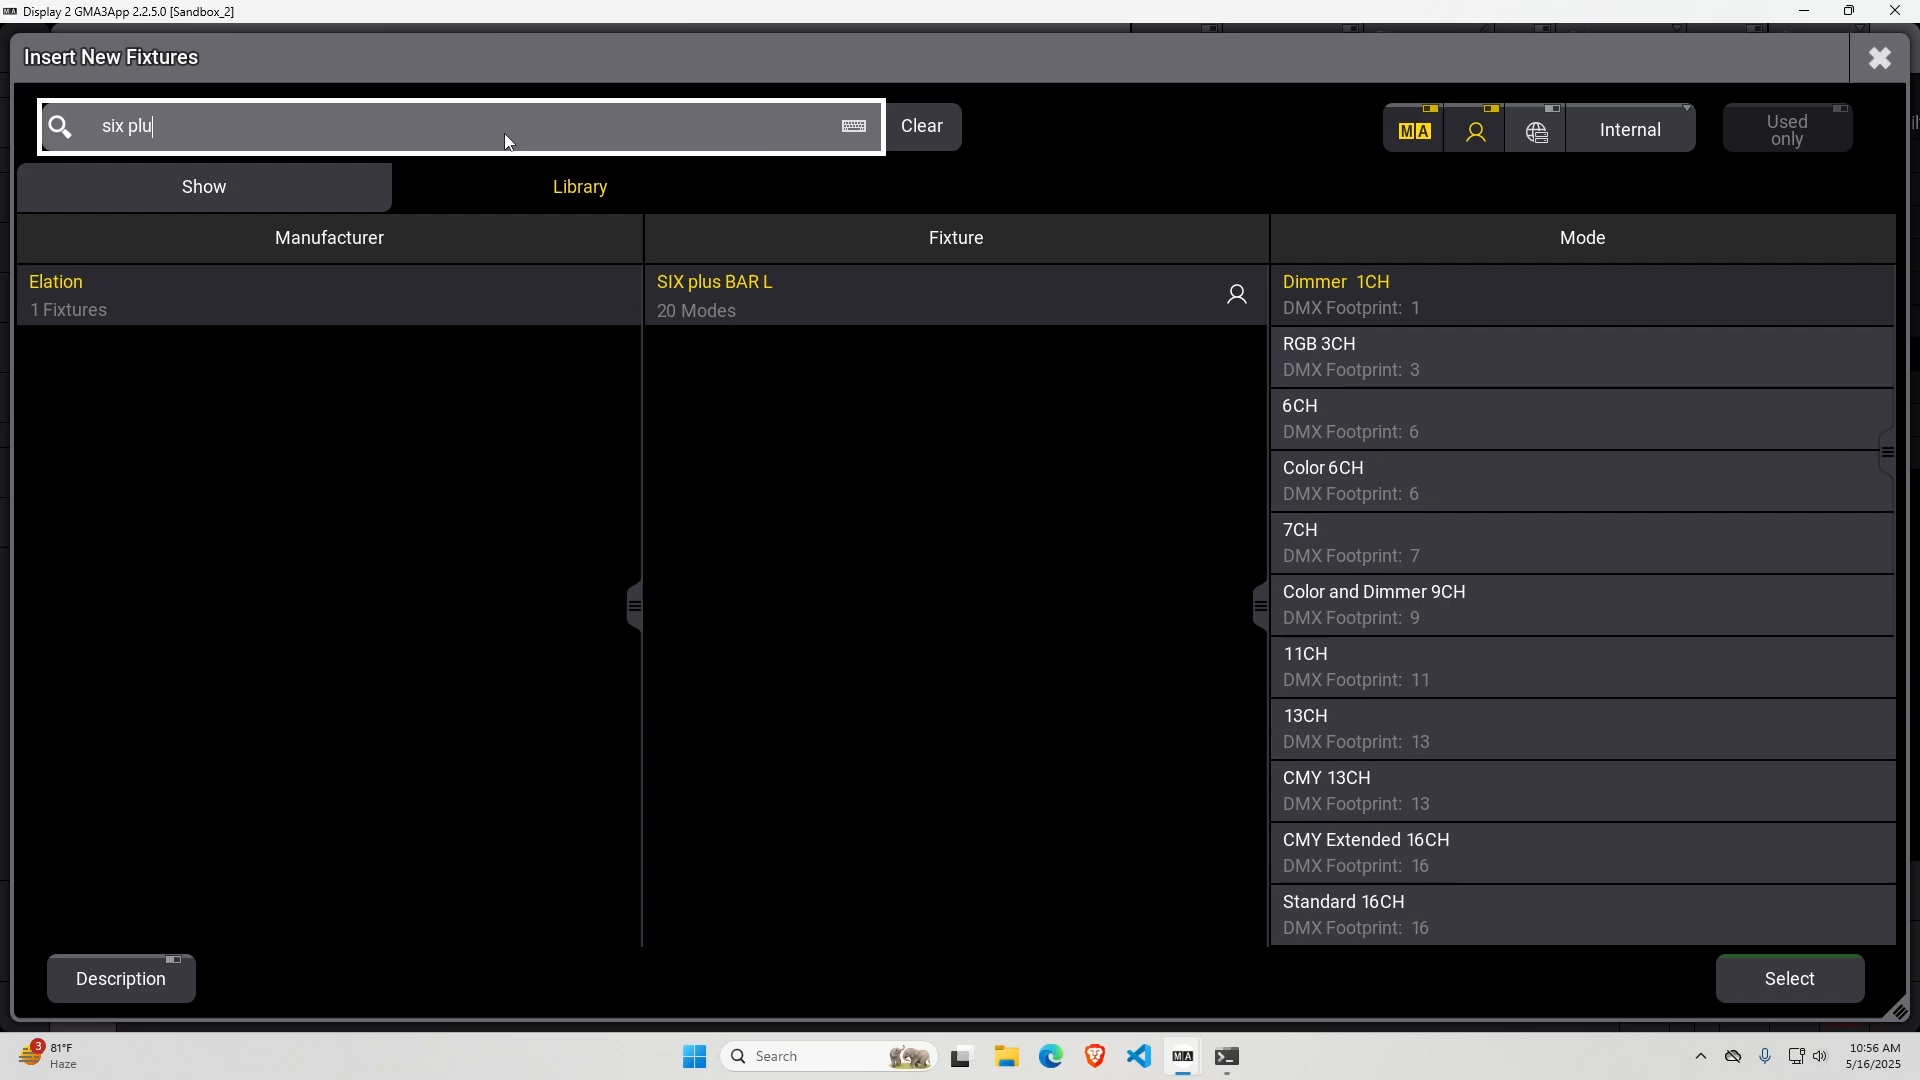 MA Display 2 GMA3App 2.2.5.0 [Sandbox_2]
Insert New Fixtures
six plu
Clear
MA
Internal
Used
only
Show
Library
Manufacturer
Fixture
Mode
Elation
1 Fixtures
SIX plus BAR L
20 Modes
Dimmer 1CH
DMX Footprint: 1
RGB 3CH
DMX Footprint: 3
6CH
DMX Footprint: 6
Color 6CH
DMX Footprint: 6
7CH
DMX Footprint: 7
Color and Dimmer 9CH
DMX Footprint: 9
11CH
DMX Footprint: 11
13CH
DMX Footprint: 13
CMY 13CH
DMX Footprint: 13
CMY Extended 16CH
DMX Footprint: 16
Standard 16CH
DMX Footprint: 16
Description
Select
3
81°F
Haze
Search
MA
10:56 AM
5/16/2025